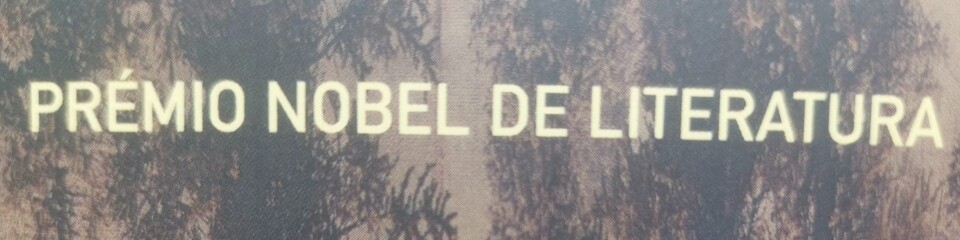 PRÉMIO NOBEL DE LITERATURA